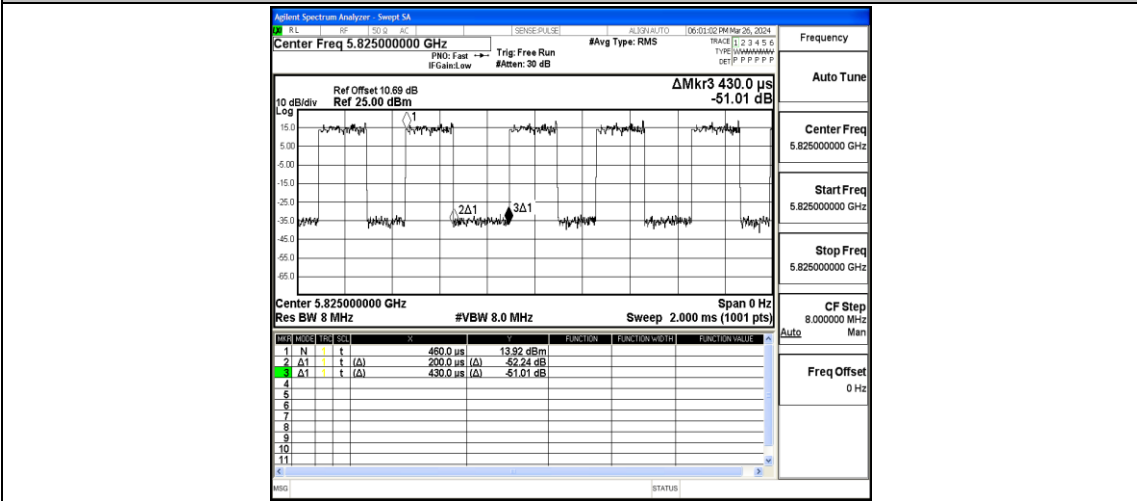 Agilent Spectrum Analyzer - Swept SA
RL RF 50 Ω AC SENSE:PULSE ALIGNAUTO 06:01:02 PM Mar 26, 2024
Center Freq 5.825000000 GHz #Avg Type: RMS TRACE 1 2 3 4 5 6
PNO: Fast Trig: Free Run TYPE
IFGain:Low #Atten: 30 dB DET P P P P P P
Frequency
Auto Tune
Center Freq
5.825000000 GHz
Start Freq
5.825000000 GHz
Stop Freq
5.825000000 GHz
CF Step
8.000000 MHz
Auto Man
Freq Offset
0 Hz
ΔMkr3 430.0 µs
-51.01 dB
Ref Offset 10.69 dB
10 dB/div Ref 25.00 dBm
Log
15.0
5.00
-5.00
-15.0
-25.0
-35.0
-45.0
-55.0
-65.0
1
2Δ1
3Δ1
Center 5.825000000 GHz Span 0 Hz
Res BW 8 MHz #VBW 8.0 MHz Sweep 2.000 ms (1001 pts)
MKR MODE TRC SCL X Y FUNCTION FUNCTION WIDTH FUNCTION VALUE
1 N 1 t 460.0 µs 13.92 dBm
2 Δ1 1 t (Δ) 200.0 µs (Δ) -52.24 dB
3 Δ1 1 t (Δ) 430.0 µs (Δ) -51.01 dB
4
5
6
7
8
9
10
11
MSG STATUS